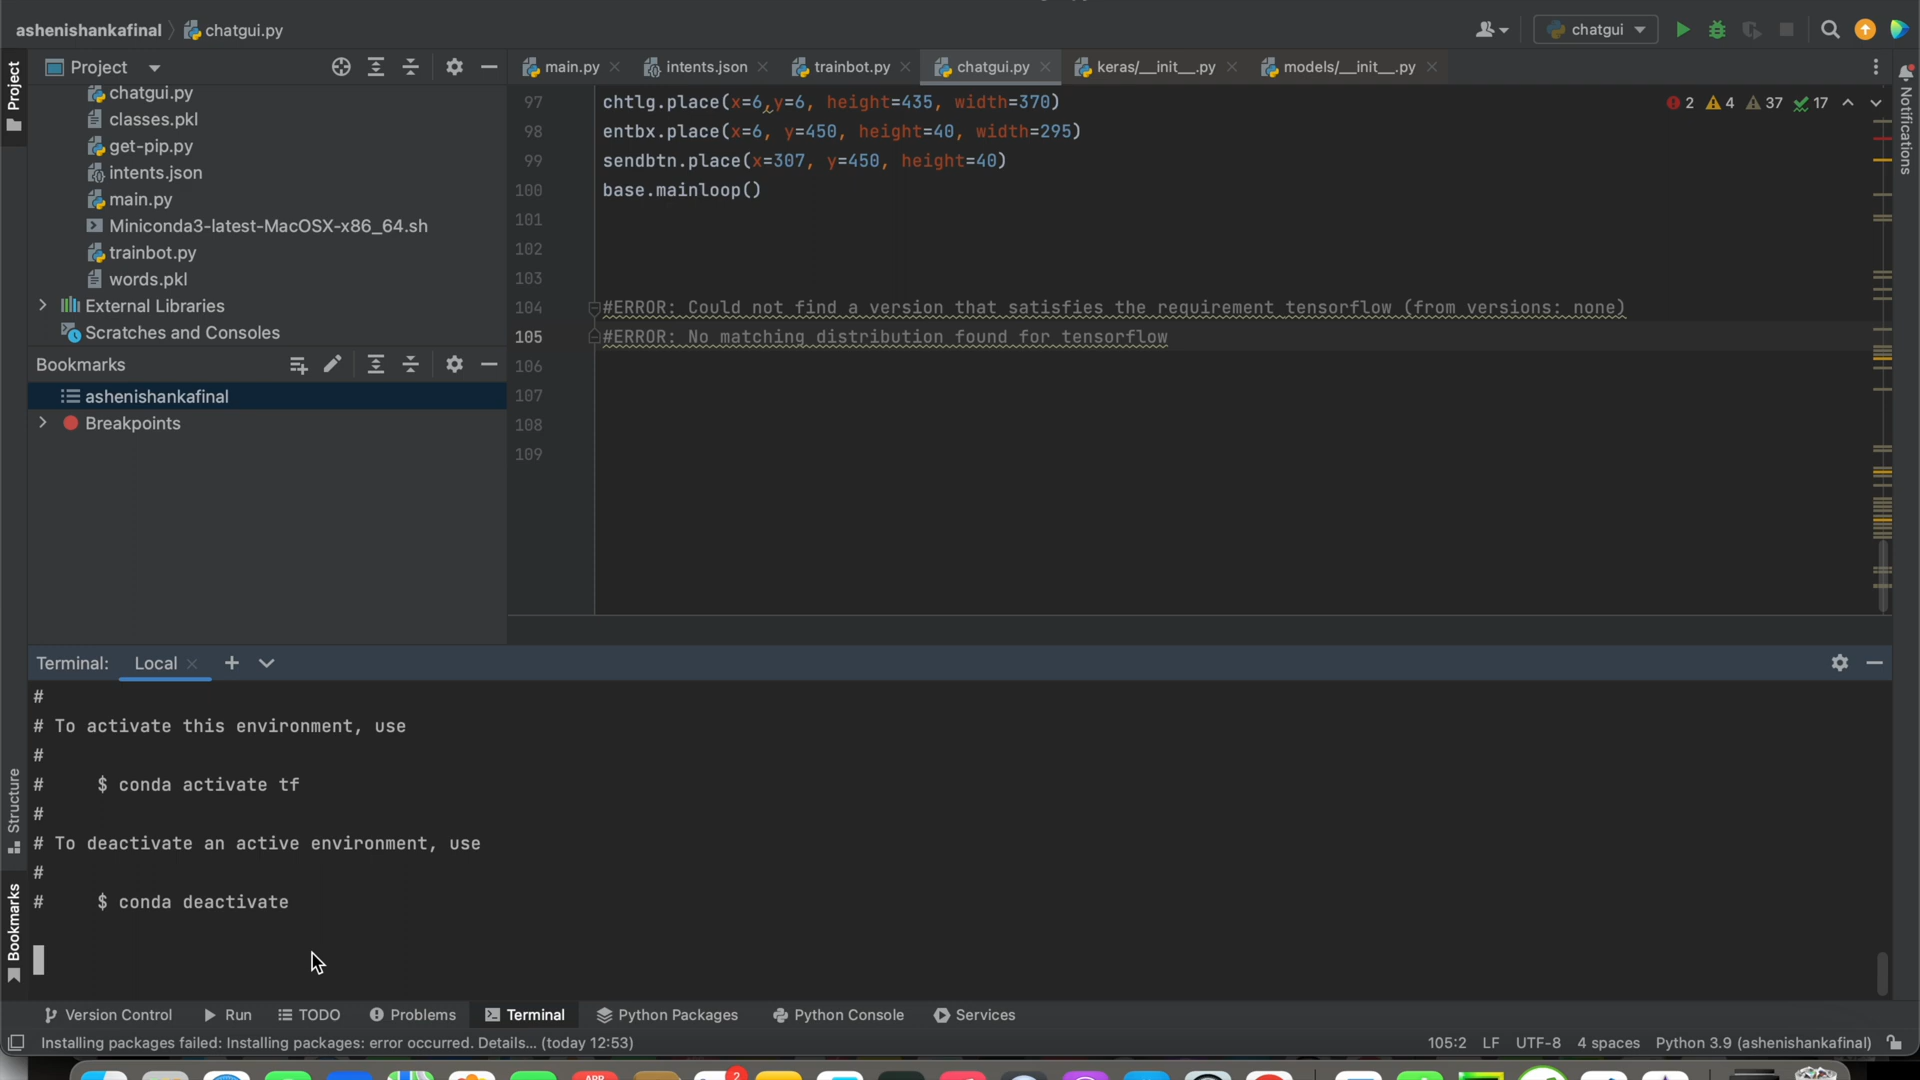 ashenishankafinal
chatgui.py
chatgui
Project
Project
Notifications
chatgui.py
classes.pkl
get-pip.py
intents.json
main.py
Miniconda3-latest-MacOSX-x86_64.sh
trainbot.py
words.pkl
External Libraries
Scratches and Consoles
Bookmarks
ashenishankafinal
Breakpoints
main.py
intents.json
trainbot.py
chatgui.py
keras/__init__.py
models/__init__.py
2 4 37 17
97 chtlg.place(x=6,y=6, height=435, width=370)
98 entbx.place(x=6, y=450, height=40, width=295)
99 sendbtn.place(x=307, y=450, height=40)
100 base.mainloop()
101
102
103
104 #ERROR: Could not find a version that satisfies the requirement tensorflow (from versions: none)
105 #ERROR: No matching distribution found for tensorflow
106
107
108
109
Terminal: Local
#
# To activate this environment, use
#
# $ conda activate tf
#
# To deactivate an active environment, use
#
# $ conda deactivate
Structure
Bookmarks
Version Control
Run
TODO
Problems
Terminal
Python Packages
Python Console
Services
Installing packages failed: Installing packages: error occurred. Details... (today 12:53)
105:2 LF UTF-8 4 spaces Python 3.9 (ashenishankafinal)
APR
2